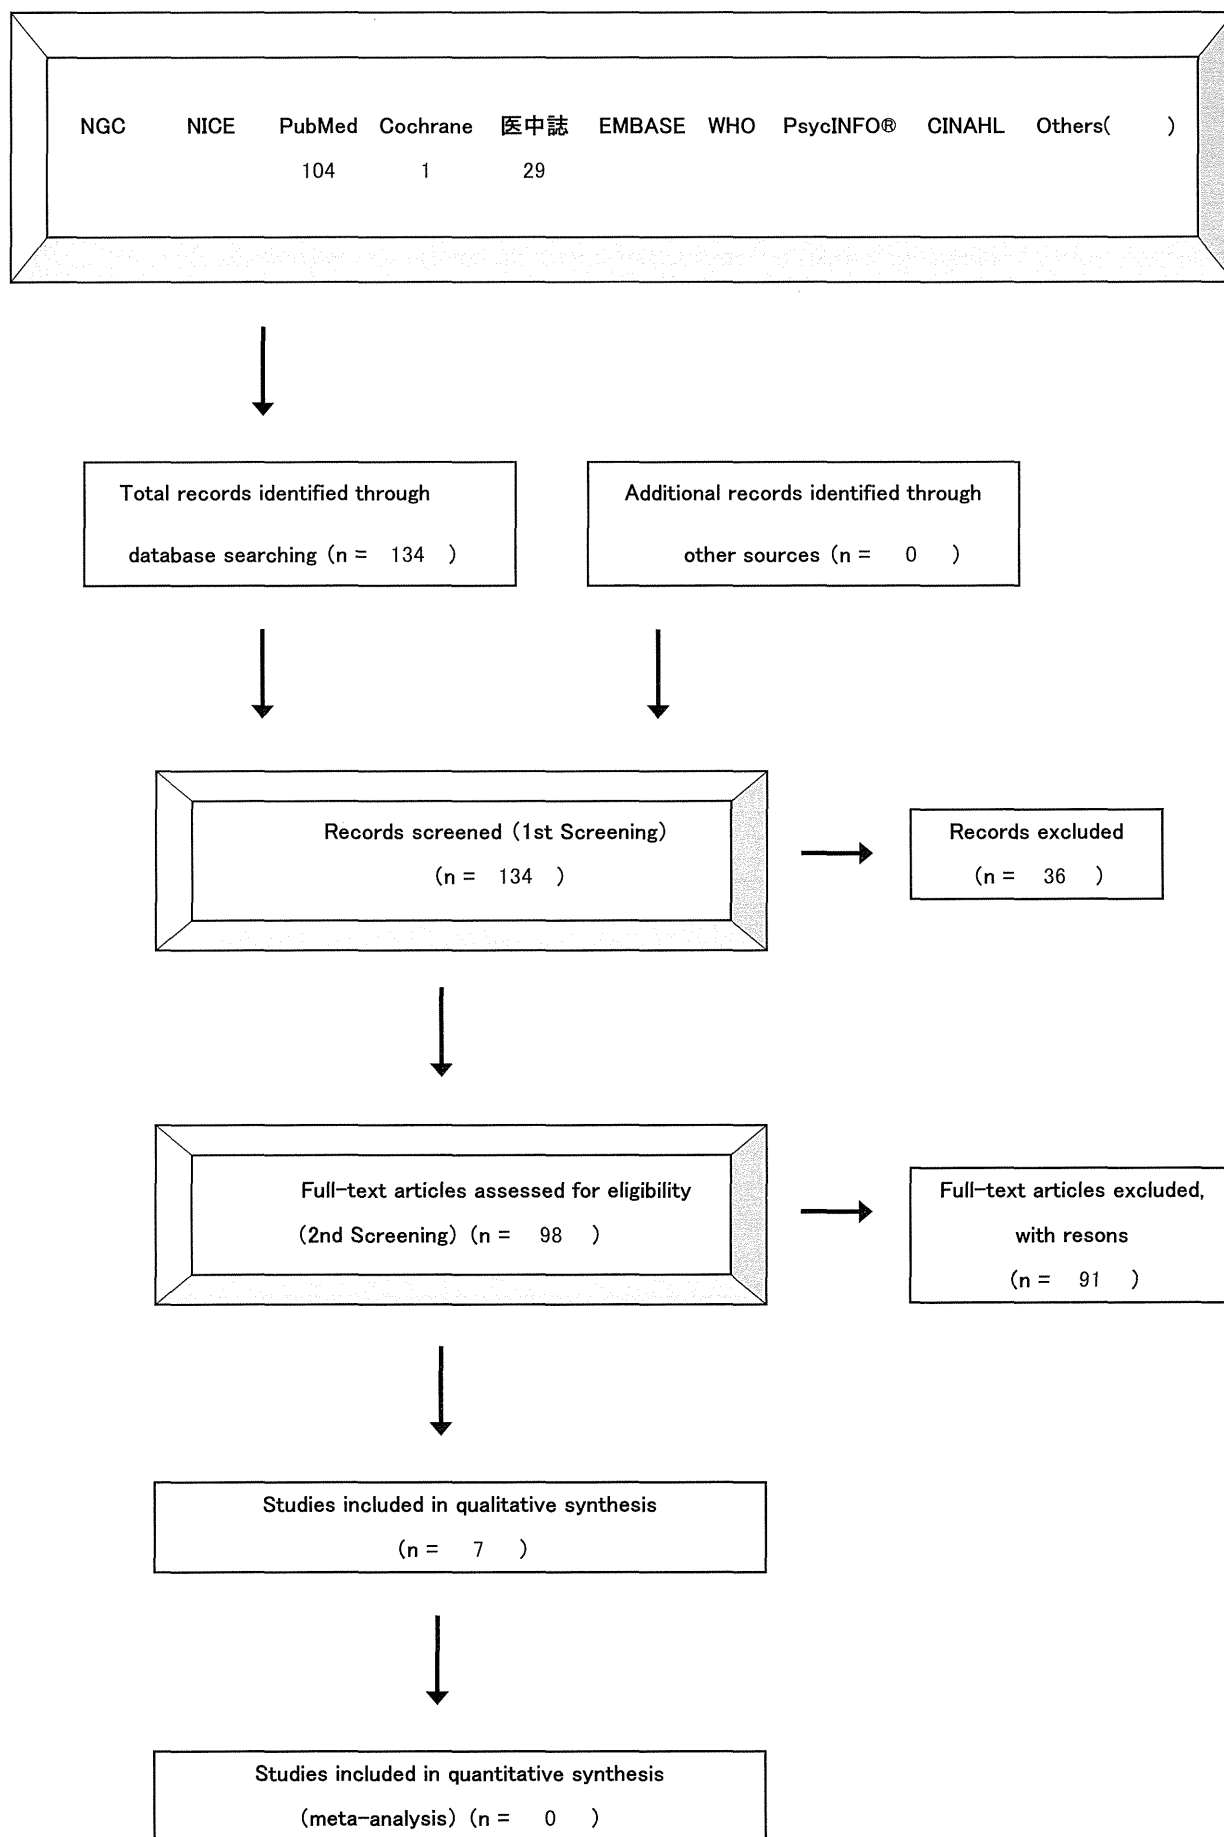 NGC NICE PubMed Cochrane 医中誌 EMBASE WHO PsycINFO® CINAHL Others( )
104 1 29
Total records identified through
database searching (n = 134 )
Additional records identified through
other sources (n = 0 )
Records screened (1st Screening)
(n = 134 )
Records excluded
(n = 36 )
Full-text articles assessed for eligibility
(2nd Screening) (n = 98 )
Full-text articles excluded,
with resons
(n = 91 )
Studies included in qualitative synthesis
(n = 7 )
Studies included in quantitative synthesis
(meta-analysis) (n = 0 )